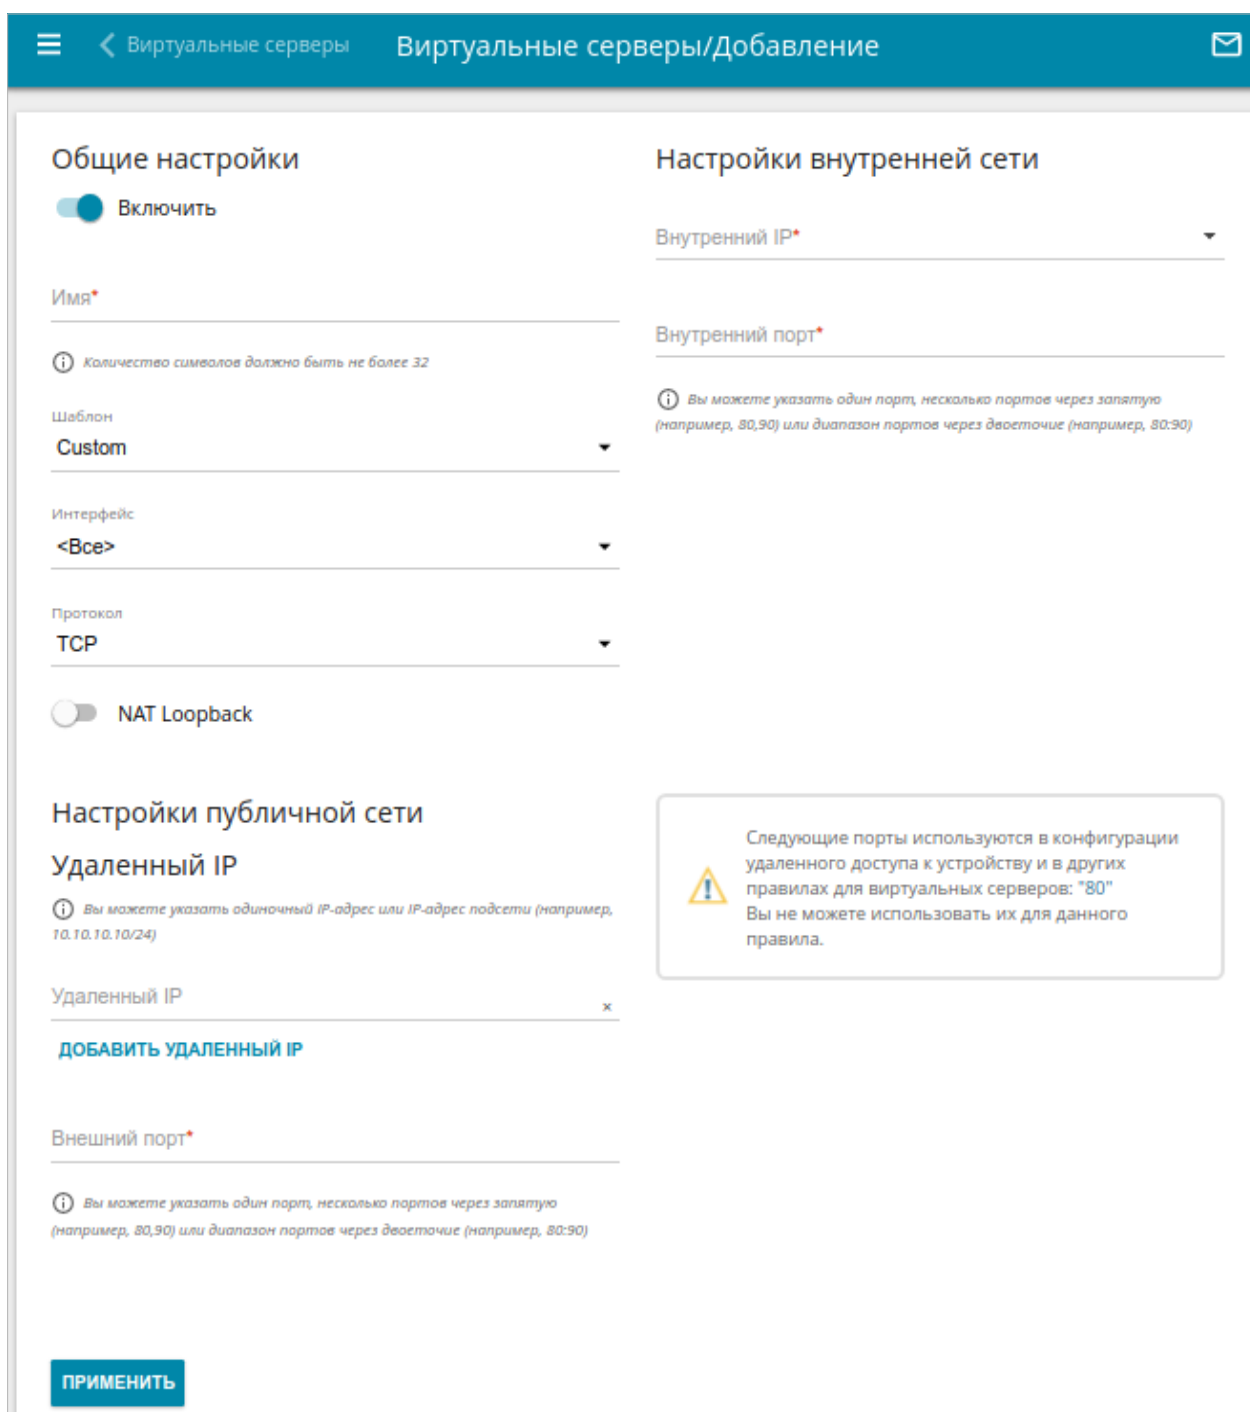 Виртуальные серверы
Виртуальные серверы/Добавление
Общие настройки
Включить
Имя*
Количество символов должно быть не более 32
Шаблон
Custom
Интерфейс
<Все>
Протокол
TCP
NAT Loopback
Настройки внутренней сети
Внутренний IP*
Внутренний порт*
Вы можете указать один порт, несколько портов через запятую
(например, 80,90) или диапазон портов через двоеточие (например, 80:90)
Настройки публичной сети
Удаленный IP
Вы можете указать одиночный IP-адрес или IP-адрес подсети (например,
10.10.10.10/24)
Удаленный IP
×
ДОБАВИТЬ УДАЛЕННЫЙ IP
Внешний порт*
Вы можете указать один порт, несколько портов через запятую
(например, 80,90) или диапазон портов через двоеточие (например, 80:90)
Следующие порты используются в конфигурации
удаленного доступа к устройству и в других
правилах для виртуальных серверов: "80"
Вы не можете использовать их для данного
правила.
ПРИМЕНИТЬ